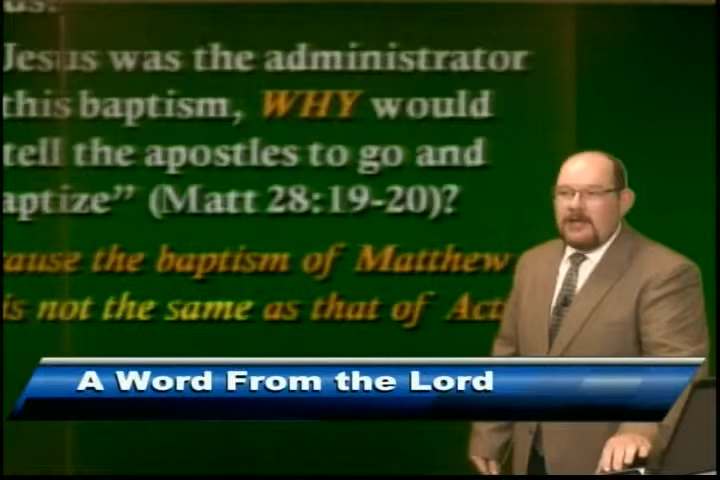 us.
Jesus was the administrator
this baptism, WHY would
tell the apostles to go and
aptize” (Matt 28:19-20)?
ause the baptism of Matthew
is not the same as that of Act
A Word From the Lord